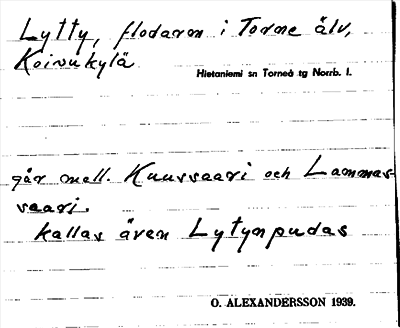 Lytty, flodarm i Torne älv,
Koivukylä
Hietaniemi sn Torneå tg Norrb. l.
går mell. Kuussaari och Lammas-
saari.
kallas även Lytynpudas
O. ALEXANDERSSON 1939.